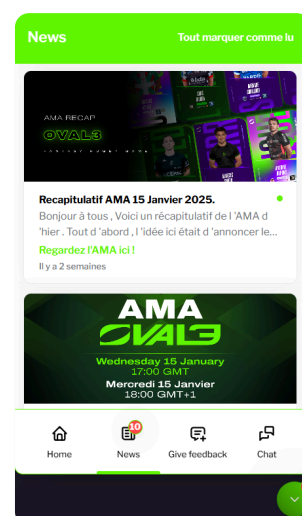 News
Tout marquer comme lu
AMA RECAP
OVAL3
Recapitulatif AMA 15 Janvier 2025.
Bonjour à tous , Voici un récapitulatif de l 'AMA d
'hier . Tout d 'abord , l 'idée ici était d 'annoncer le...
Regardez l'AMA ici !
Il y a 2 semaines
AMA
OVAL3
Wednesday 15 January
17:00 GMT
Mercredi 15 Janvier
18:00 GMT+1
10
Home
News
Give feedback
Chat